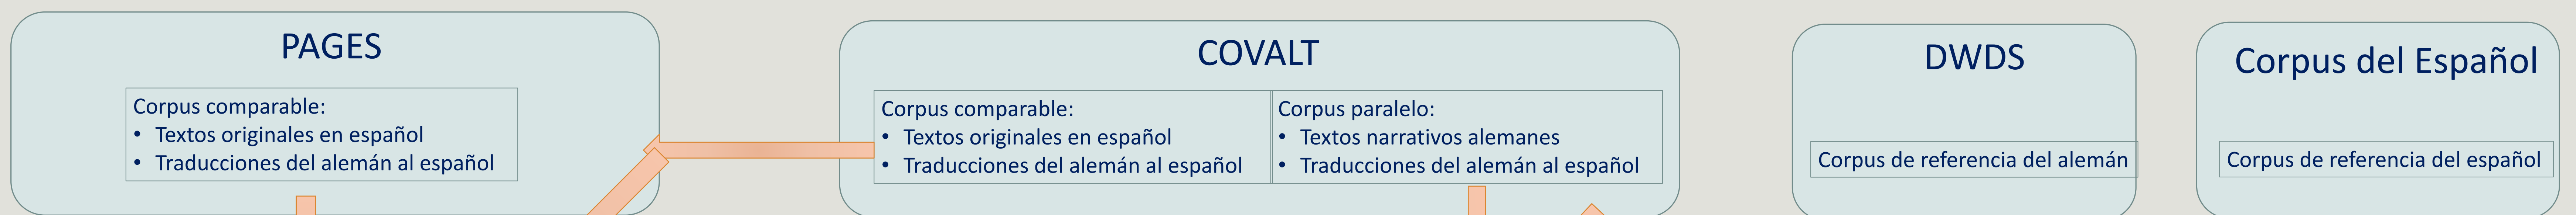 PAGES
Corpus comparable:
• Textos originales en español
• Traducciones del alemán al español
COVALT
Corpus comparable:
• Textos originales en español
• Traducciones del alemán al español
Corpus paralelo:
• Textos narrativos alemanes
• Traducciones del alemán al español
DWDS
Corpus de referencia del alemán
Corpus del Español
Corpus de referencia del español